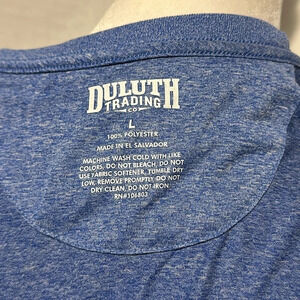 DULUTH
TRADING
CO
L
100% POLYESTER
MADE IN EL SALVADOR
MACHINE WASH COLD WITH LIKE
COLORS, DO NOT BLEACH, DO NOT
USE FABRIC SOFTENER, TUMBLE DRY
LOW, REMOVE PROMPTLY, DO NOT
DRY CLEAN, DO NOT IRON.
RN#106803